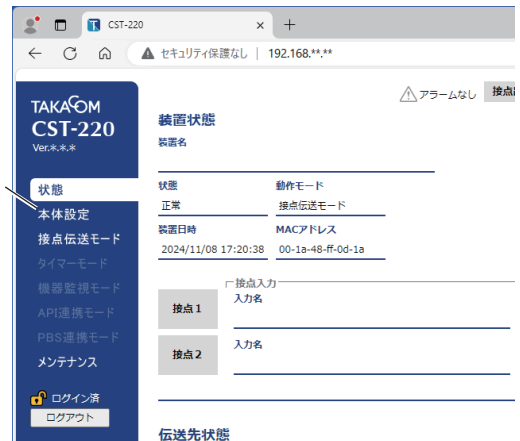 CST-220
セキュリティ保護なし | 192.168.**.**
アラームなし
TAKACOM
CST-220
Ver.*.*.*
状態
本体設定
接点伝送モード
タイマーモード
機器監視モード
API連携モード
PBS連携モード
メンテナンス
ログイン済
ログアウト
装置状態
装置名
状態 動作モード
正常 接点伝送モード
装置日時 MACアドレス
2024/11/08 17:20:38 00-1a-48-ff-0d-1a
接点入力
接点1 入力名
接点2 入力名
伝送先状態